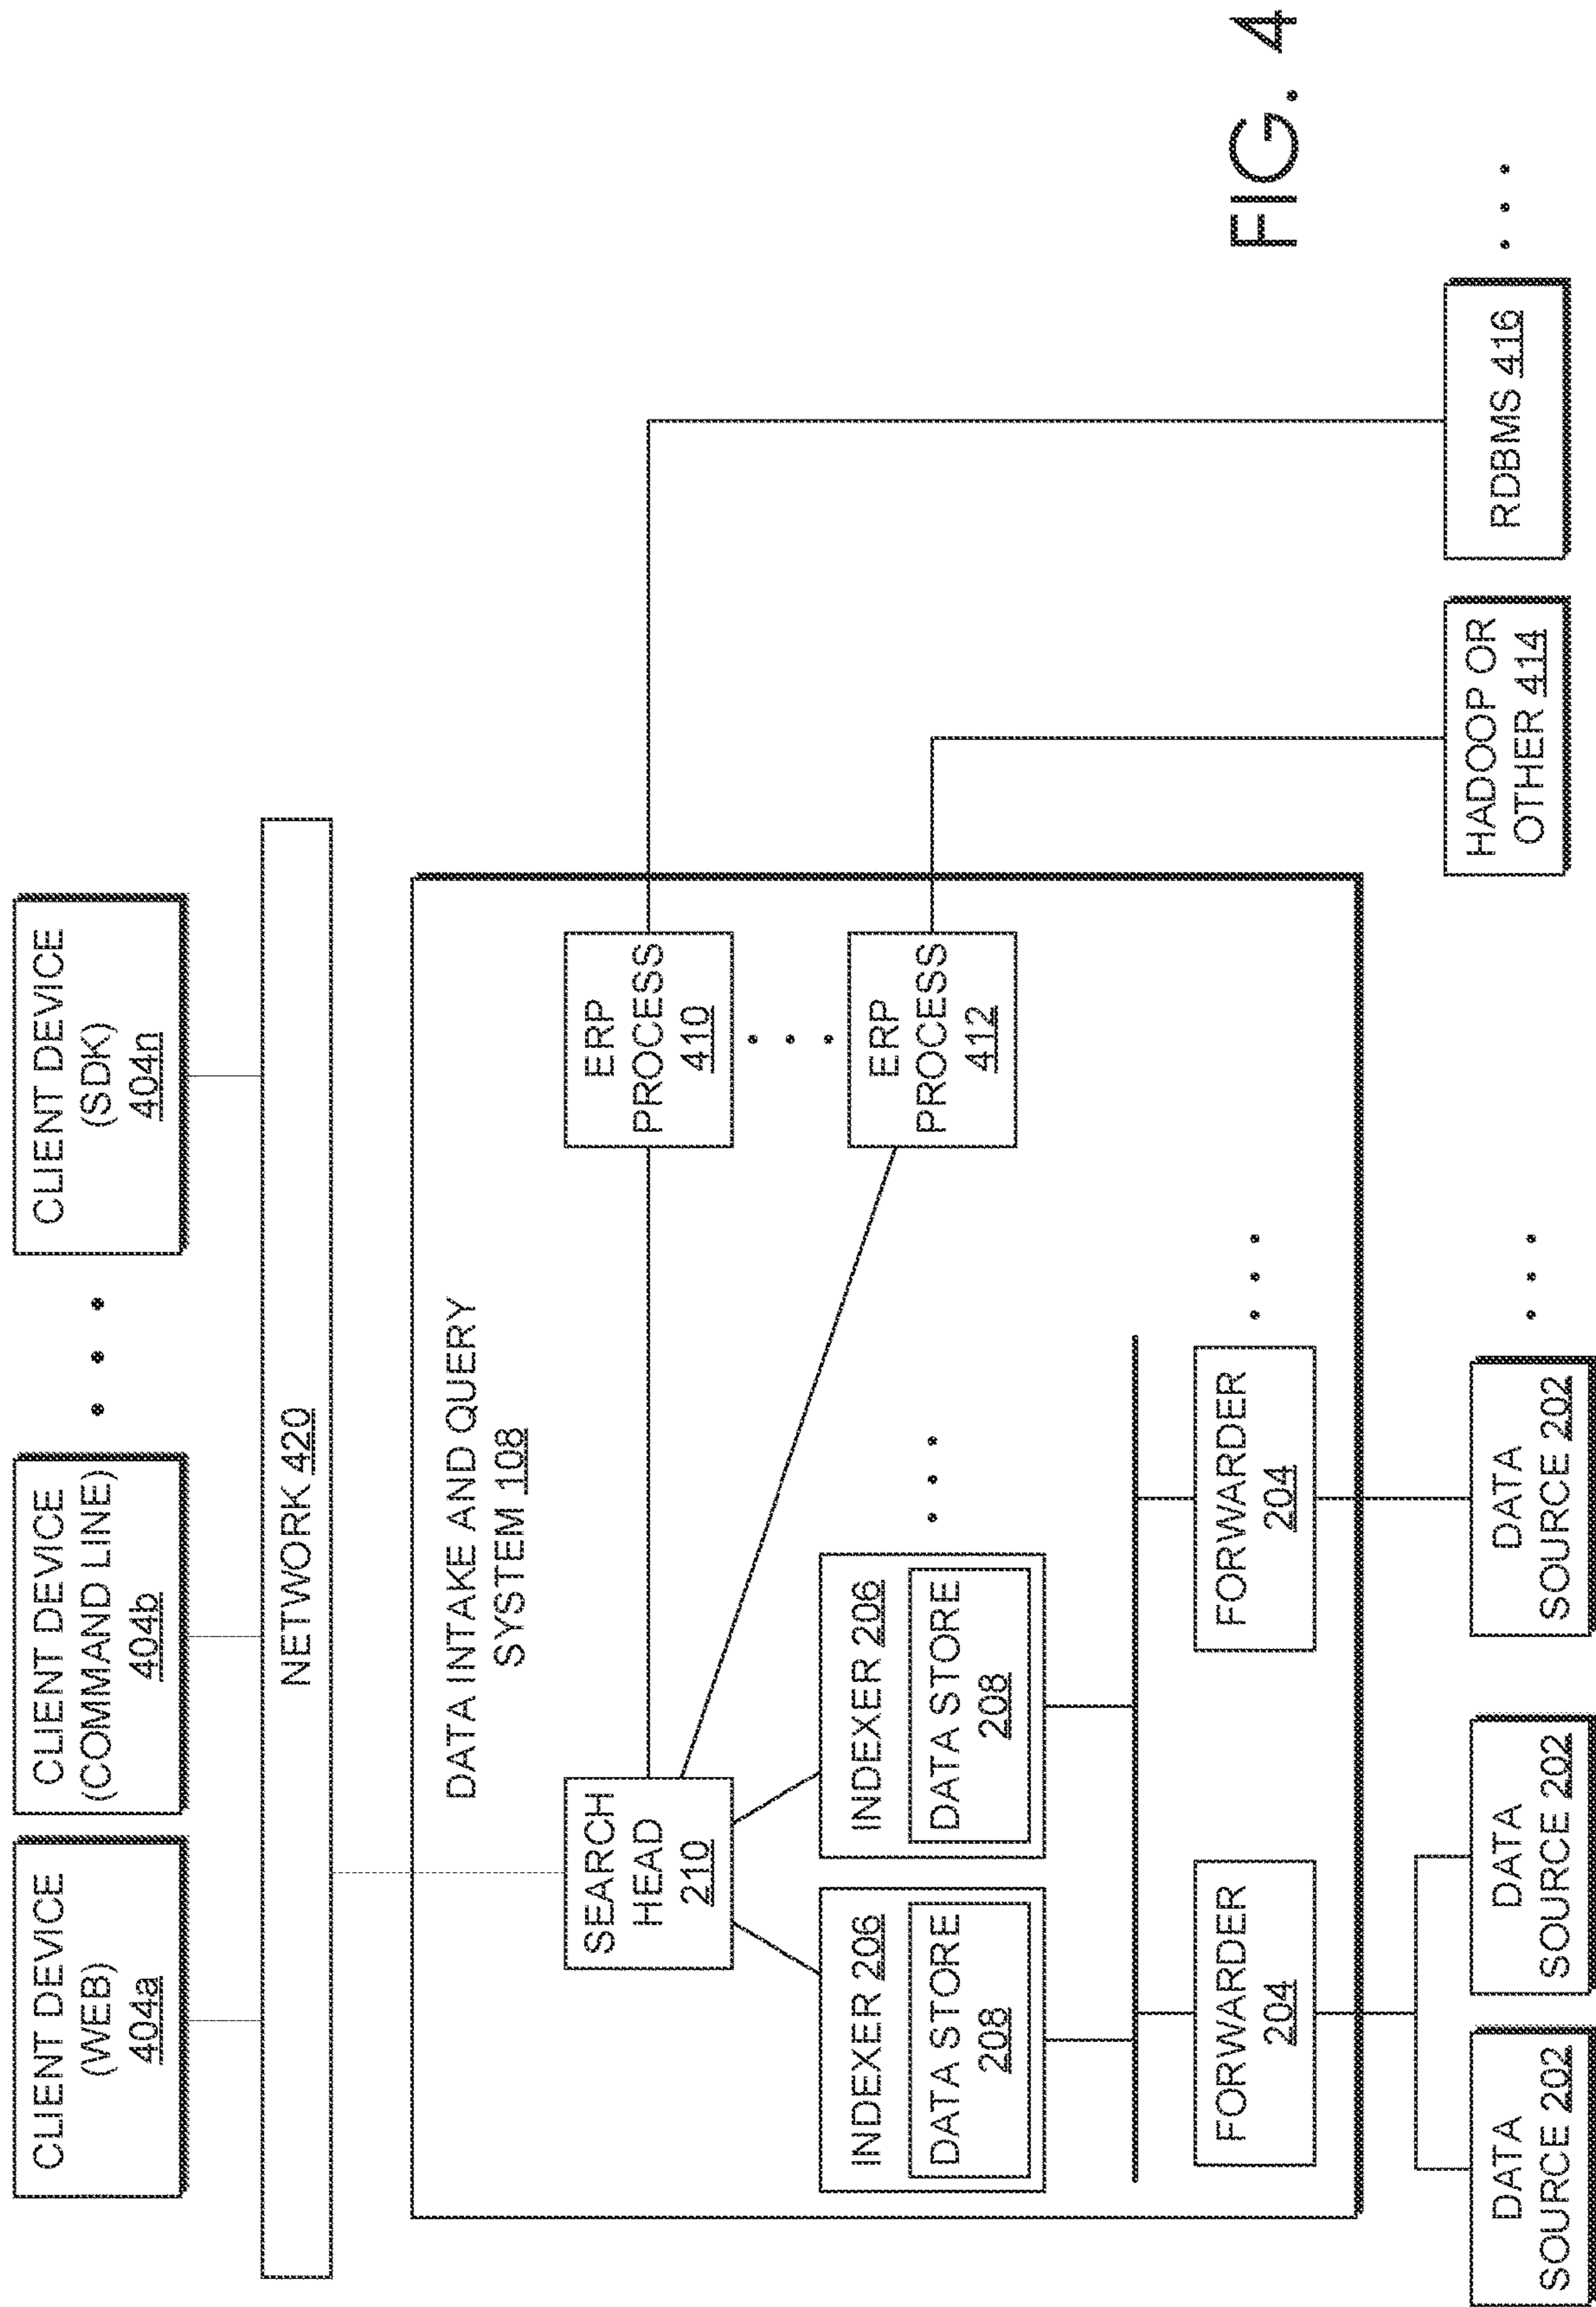 CLIENT DEVICE
(WEB)
404a
CLIENT DEVICE
(COMMAND LINE)
404b
CLIENT DEVICE
(SDK)
404n
NETWORK 420
DATA INTAKE AND QUERY
SYSTEM 108
SEARCH
HEAD
210
ERP
PROCESS
410
ERP
PROCESS
412
INDEXER 206
DATA STORE
208
INDEXER 206
DATA STORE
208
FORWARDER
204
FORWARDER
204
DATA
SOURCE 202
DATA
SOURCE 202
DATA
SOURCE 202
HADOOP OR
OTHER 414
RDBMS 416
FIG. 4